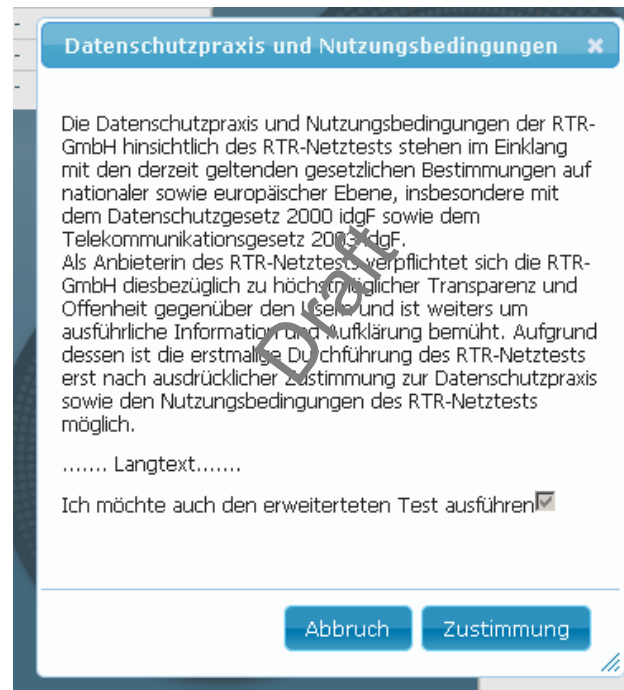 Datenschutzpraxis und Nutzungsbedingungen
Die Datenschutzpraxis und Nutzungsbedingungen der RTR-
GmbH hinsichtlich des RTR-Netztests stehen im Einklang
mit den derzeit geltenden gesetzlichen Bestimmungen auf
nationaler sowie europäischer Ebene, insbesondere mit
dem Datenschutzgesetz 2000 idgF sowie dem
Telekommunikationsgesetz 2003 idgF.
Als Anbieterin des RTR-Netztests verpflichtet sich die RTR-
GmbH diesbezüglich zu höchstmöglicher Transparenz und
Offenheit gegenüber den Usern und ist weiters um
ausführliche Information und Aufklärung bemüht. Aufgrund
dessen ist die erstmalige Durchführung des RTR-Netztests
erst nach ausdrücklicher Zustimmung zur Datenschutzpraxis
sowie den Nutzungsbedingungen des RTR-Netztests
möglich.
....... Langtext.......
Ich möchte auch den erweiterteten Test ausführen
Abbruch Zustimmung
Draft